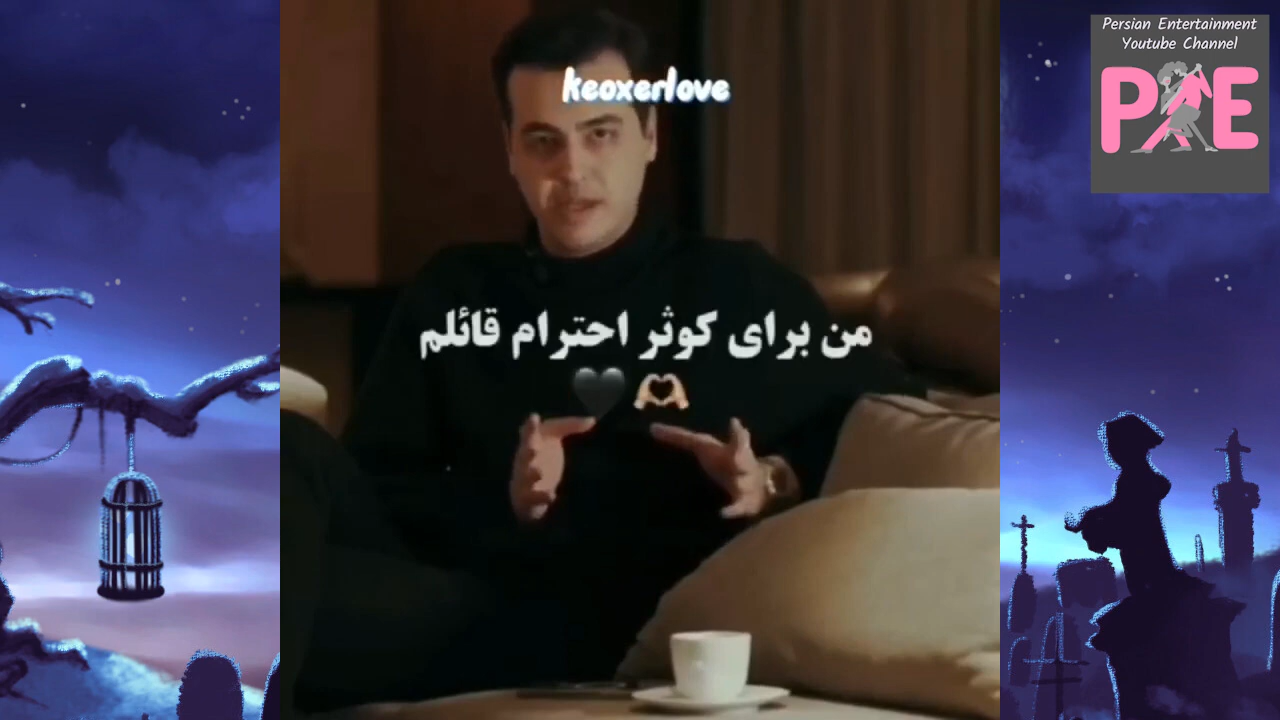 Persian Entertainment
Youtube Channel
PAE
keoxerlove
من برای کوثر احترام قائلم
🖤 🫶🏻